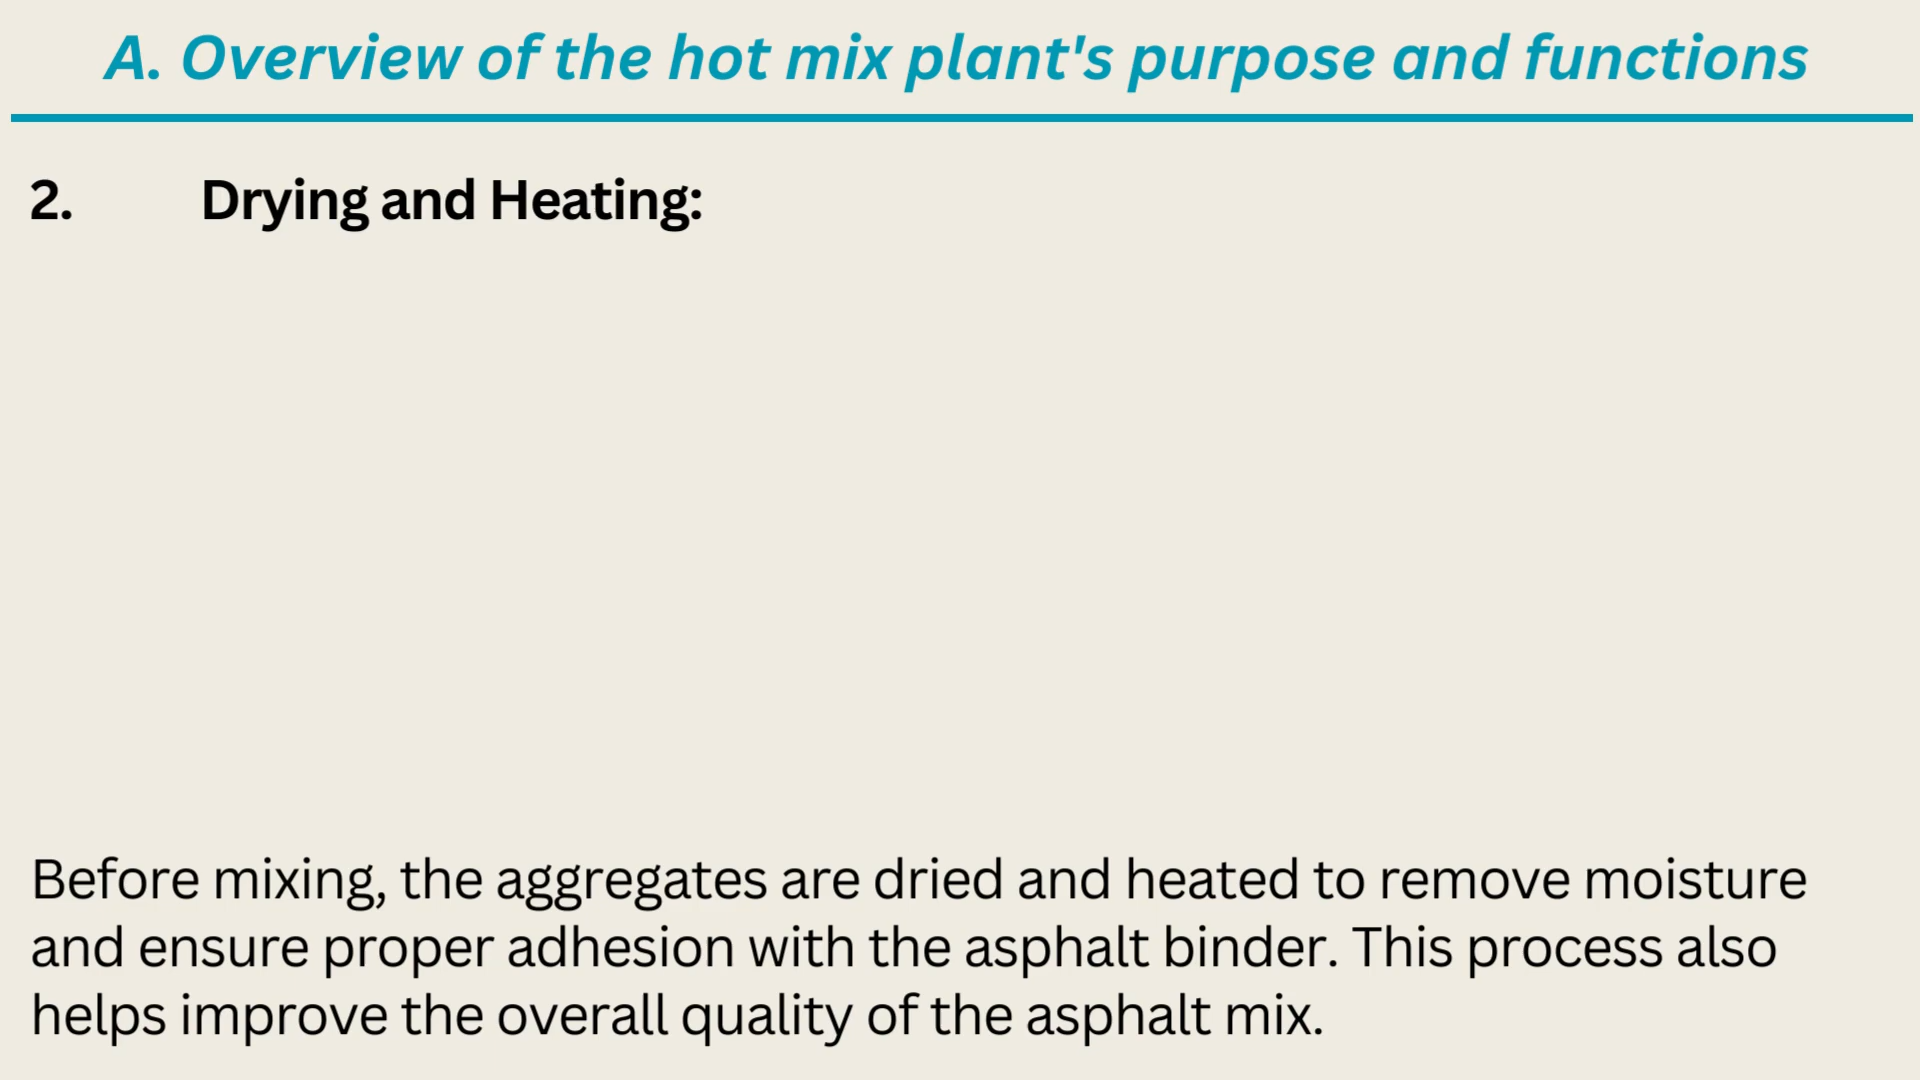 A. Overview of the hot mix plant's purpose and functions
2. Drying and Heating:
Before mixing, the aggregates are dried and heated to remove moisture
and ensure proper adhesion with the asphalt binder. This process also
helps improve the overall quality of the asphalt mix.